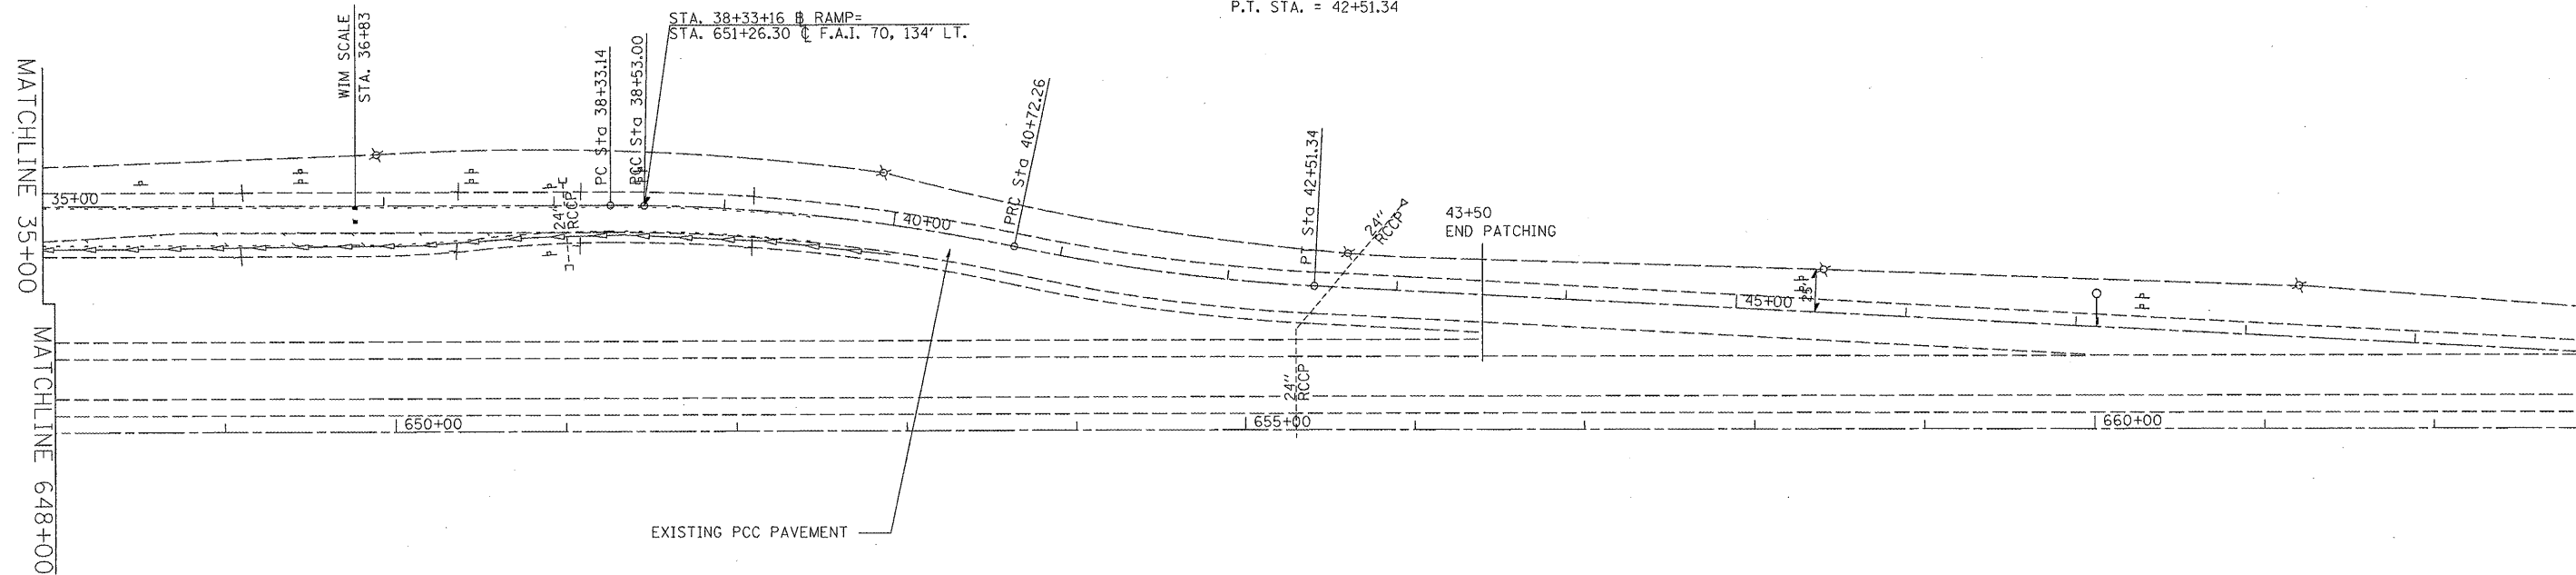 P.T. STA. = 42+51.34
STA. 38+33+16 ␢ RAMP=
STA. 651+26.30 ℄ F.A.I. 70, 134' LT.
WIM SCALE
STA. 36+83
PC Sta 38+33.14
PCC Sta 38+53.00
PRC Sta 40+72.26
PT Sta 42+51.34
MATCHLINE 35+00
35+00
24"
RCCP
40+00
24"
RCCP
43+50
END PATCHING
45+00
25'
MATCHLINE 648+00
24"
RCCP
650+00
655+00
660+00
EXISTING PCC PAVEMENT